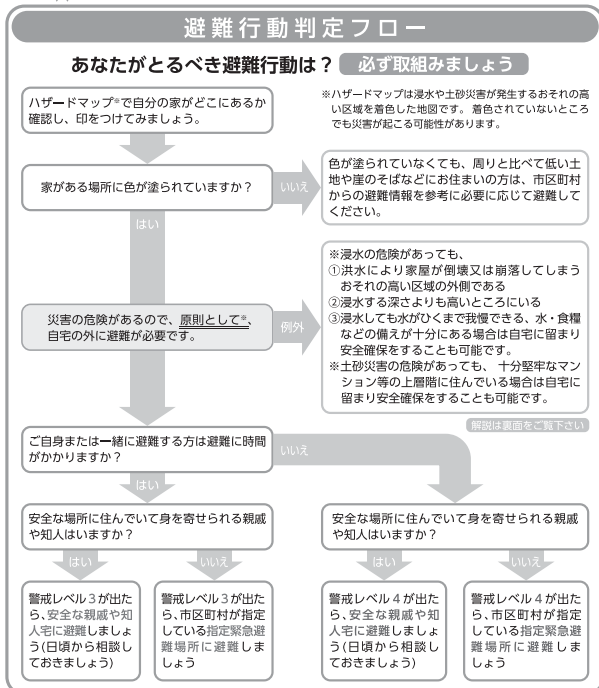 避難行動判定フロー
あなたがとるべき避難行動は？ 必ず取組みましょう
ハザードマップ※で自分の家がどこにあるか
確認し、印をつけてみましょう。
※ハザードマップは浸水や土砂災害が発生するおそれの高
い区域を着色した地図です。着色されていないところ
でも災害が起こる可能性があります。
家がある場所に色が塗られていますか？
いいえ
色が塗られていなくても、周りと比べて低い土
地や崖のそばなどにお住まいの方は、市区町村
からの避難情報を参考に必要に応じて避難して
ください。
はい
災害の危険があるので、原則として※、
自宅の外に避難が必要です。
例外
※浸水の危険があっても、
①洪水により家屋が倒壊又は崩落してしまう
おそれの高い区域の外側である
②浸水する深さよりも高いところにいる
③浸水しても水がひくまで我慢できる、水・食糧
などの備えが十分にある場合は自宅に留まり
安全確保をすることも可能です。
※土砂災害の危険があっても、十分堅牢なマン
ション等の上層階に住んでいる場合は自宅に
留まり安全確保をすることも可能です。
解説は裏面をご覧下さい
ご自身または一緒に避難する方は避難に時間
がかかりますか？
いいえ
はい
安全な場所に住んでいて身を寄せられる親戚
や知人はいますか？
はい
いいえ
警戒レベル３が出た
ら、安全な親戚や知
人宅に避難しましょ
う(日頃から相談し
ておきましょう)
警戒レベル３が出た
ら、市区町村が指定
している指定緊急避
難場所に避難しま
しょう
安全な場所に住んでいて身を寄せられる親戚
や知人はいますか？
はい
いいえ
警戒レベル４が出た
ら、安全な親戚や知
人宅に避難しましょ
う(日頃から相談し
ておきましょう)
警戒レベル４が出た
ら、市区町村が指定
している指定緊急避
難場所に避難しま
しょう